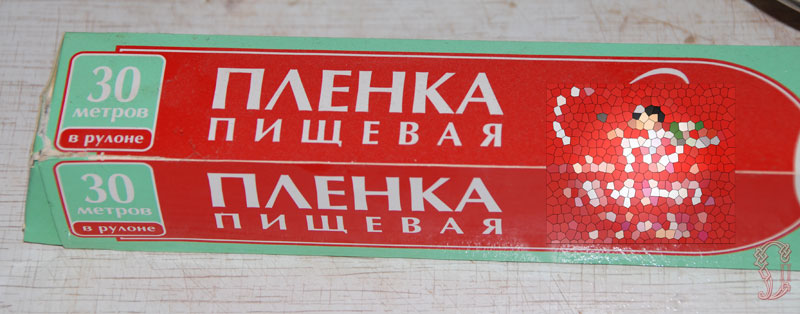 30
метров
в рулоне
ПЛЕНКА
ПИЩЕВАЯ
30
метров
в рулоне
ПЛЕНКА
ПИЩЕВАЯ